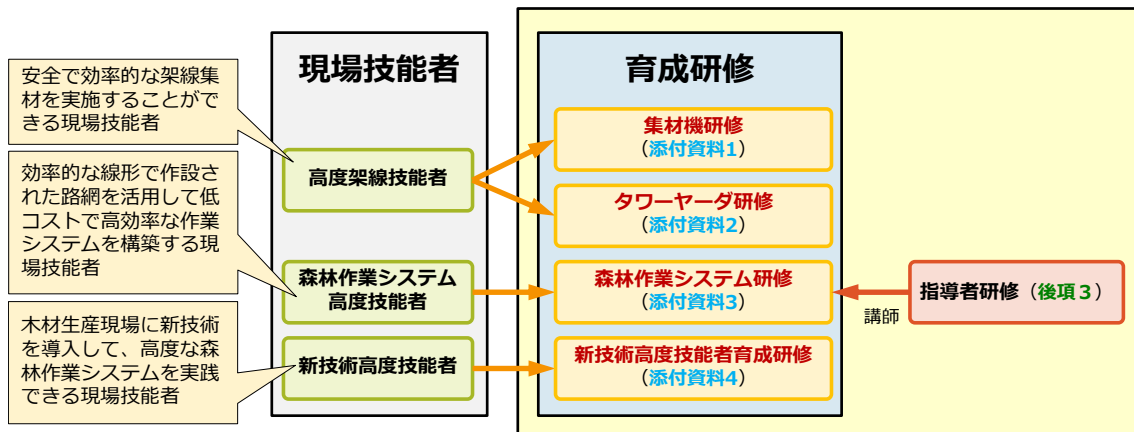 現場技能者
育成研修
安全で効率的な架線集
材を実施することがで
きる現場技能者
効率的な線形で作設さ
れた路網を活用して低
コストで高効率な作業
システムを構築する現
場技能者
木材生産現場に新技術
を導入して、高度な森
林作業システムを実践
できる現場技能者
高度架線技能者
森林作業システム
高度技能者
新技術高度技能者
集材機研修
（添付資料1）
タワーヤーダ研修
（添付資料2）
森林作業システム研修
（添付資料3）
新技術高度技能者育成研修
（添付資料4）
講師
指導者研修（後項３）